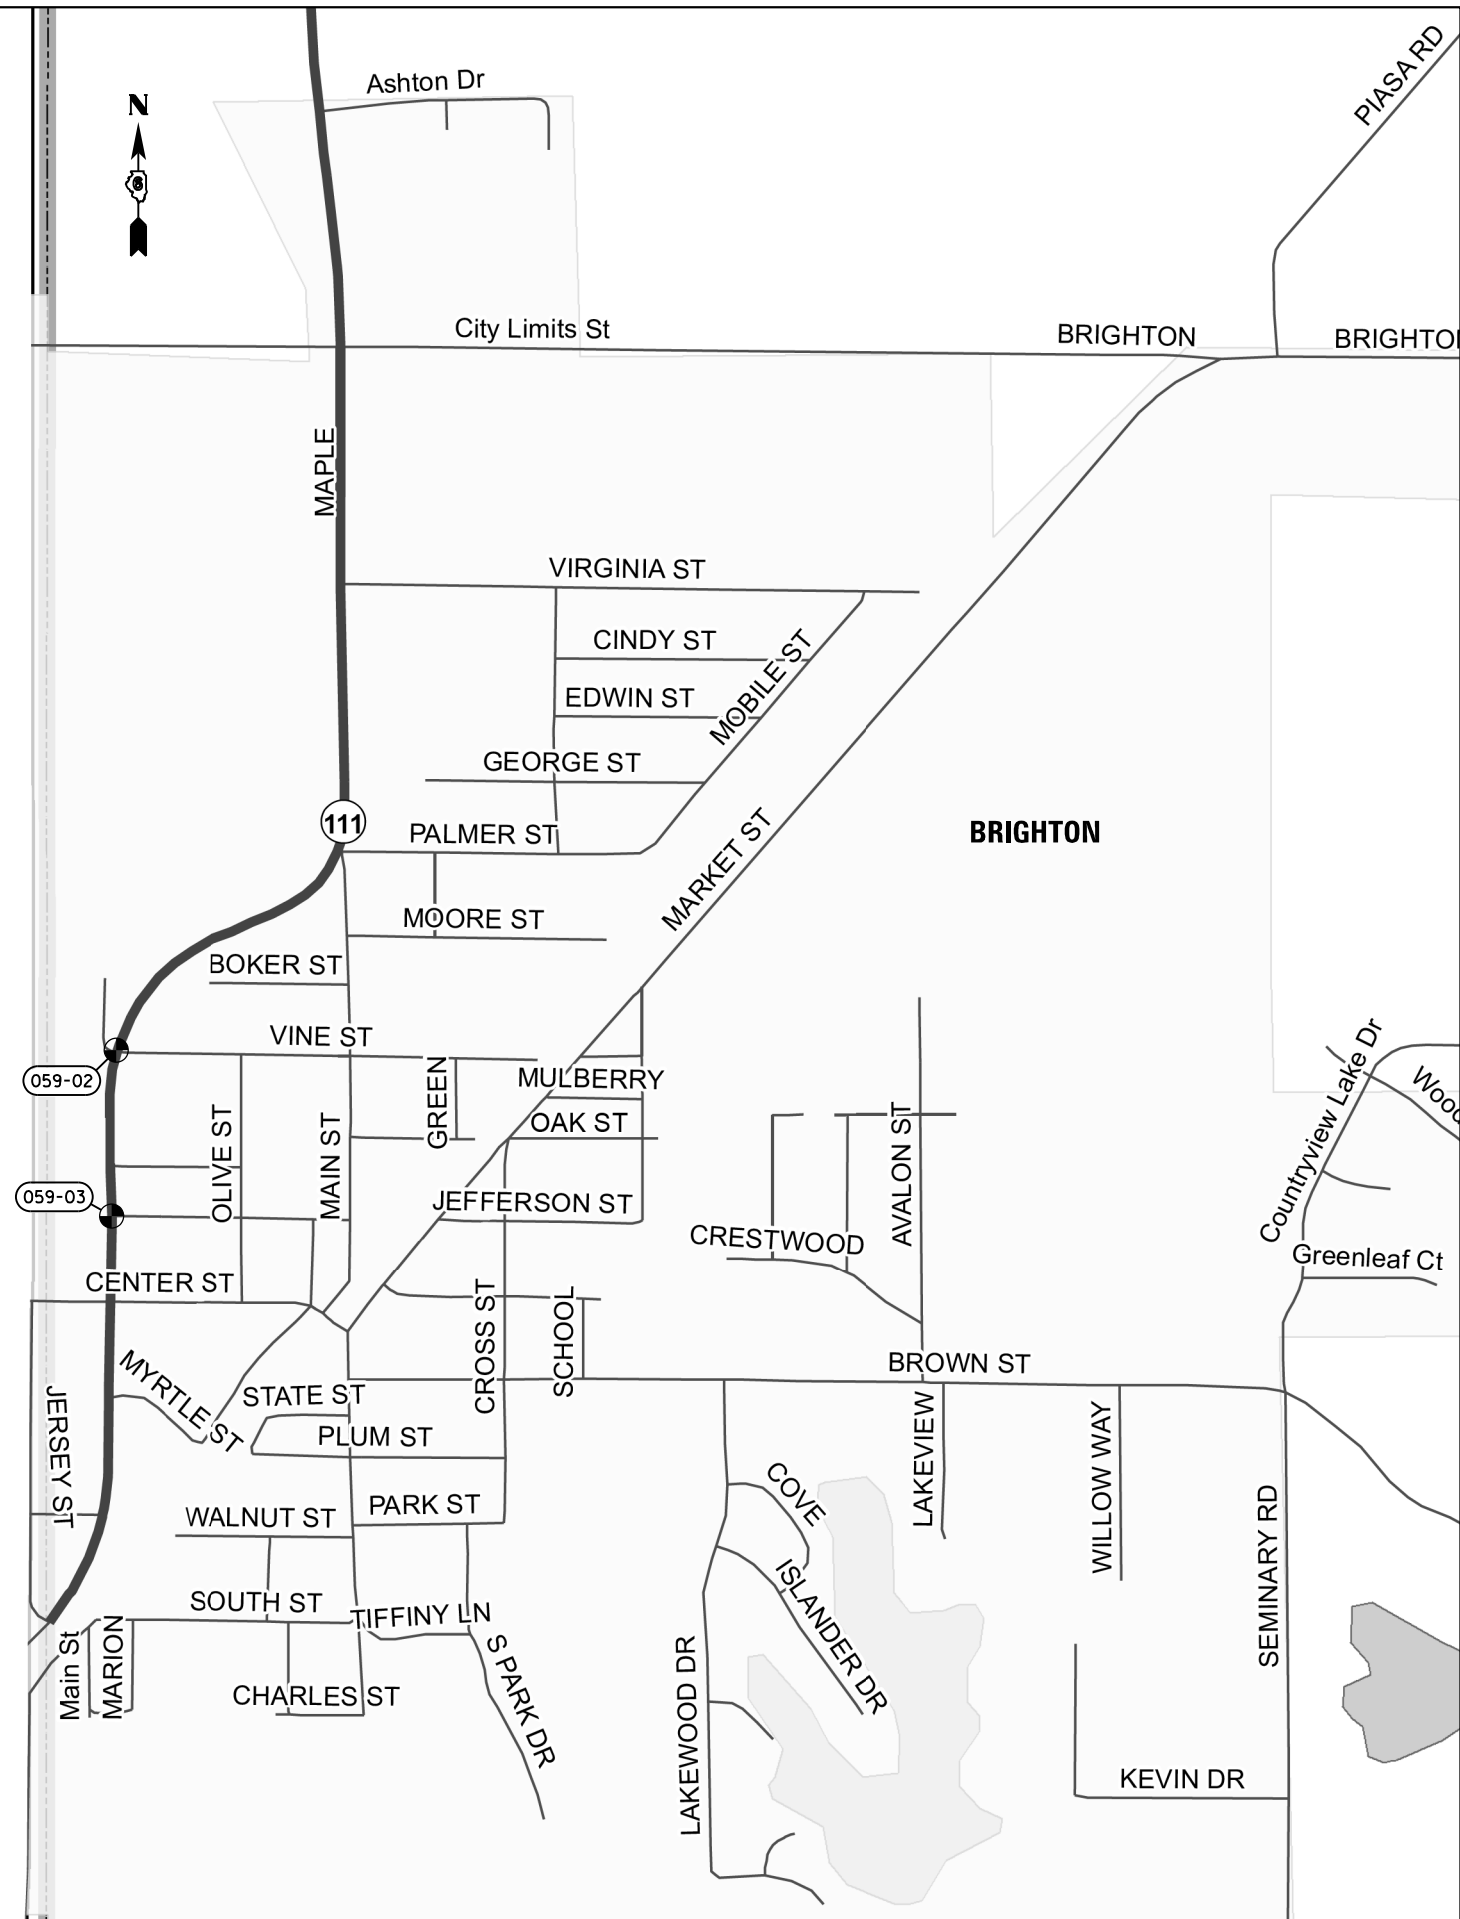 Ashton Dr
PIASA RD
N
6
City Limits St
BRIGHTON
BRIGHTO
MAPLE
VIRGINIA ST
CINDY ST
MOBILE ST
EDWIN ST
GEORGE ST
111
PALMER ST
MARKET ST
BRIGHTON
MOORE ST
BOKER ST
VINE ST
059-02
GREEN
MULBERRY
OAK ST
OLIVE ST
MAIN ST
AVALON ST
Countryview Lake Dr
Wood
059-03
JEFFERSON ST
CRESTWOOD
Greenleaf Ct
CENTER ST
CROSS ST
SCHOOL
BROWN ST
MYRTLE ST
STATE ST
JERSEY ST
PLUM ST
LAKEVIEW
WILLOW WAY
COVE
WALNUT ST
PARK ST
SEMINARY RD
ISLANDER DR
SOUTH ST
TIFFINY LN
Main St
MARION
S PARK DR
LAKEWOOD DR
CHARLES ST
KEVIN DR